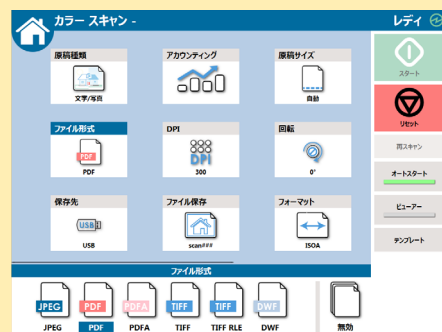 カラー スキャン -
レディ
原稿種類
アカウンティング
原稿サイズ
文字/写真
自動
スタート
ファイル形式
DPI
回転
PDF
DPI
リセット
PDF
300
0°
再スキャン
オートスタート
保存先
ファイル保存
フォーマット
USB
USB
scan###
ISOA
ビューアー
テンプレート
ファイル形式
JPEG
PDF
PDFA
TIFF
TIFF
DWF
JPEG
PDF
PDFA
TIFF
TIFF RLE
DWF
無効